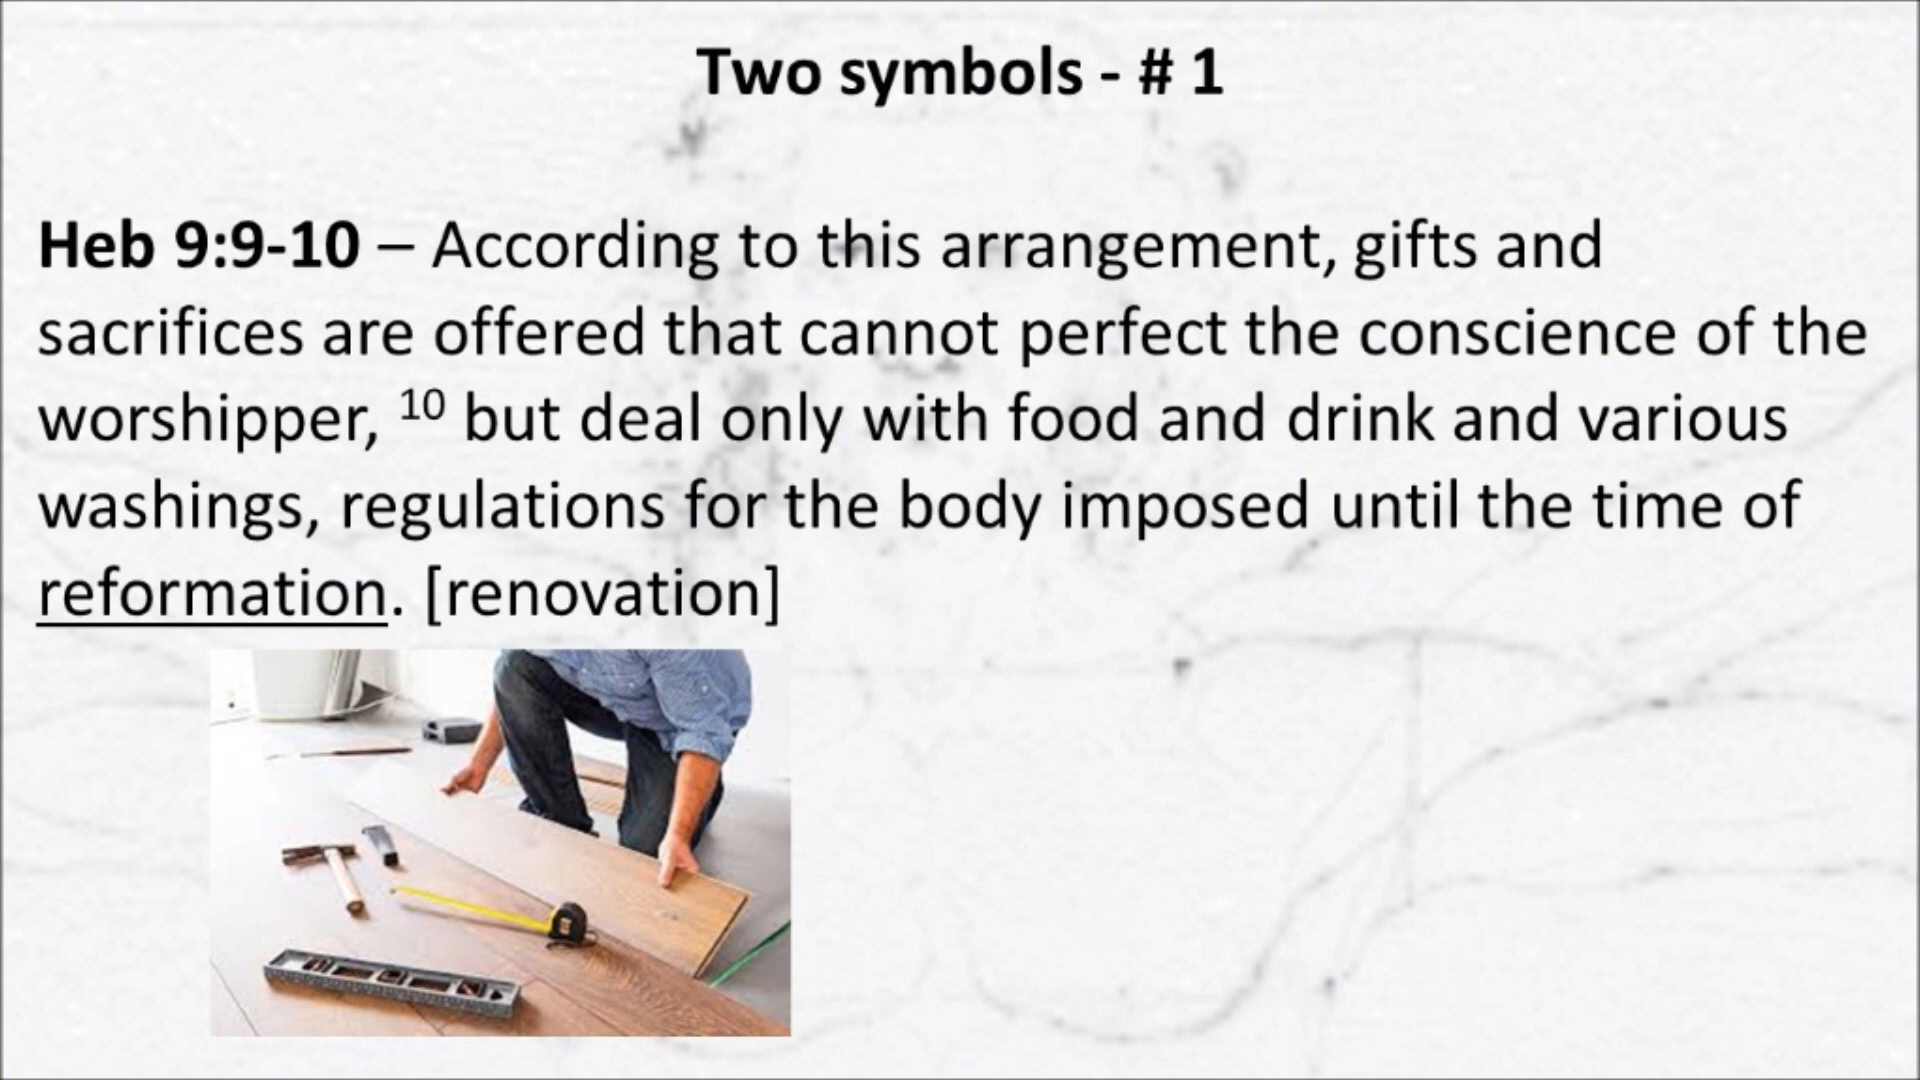 Two symbols - # 1
Heb 9:9-10 – According to this arrangement, gifts and
sacrifices are offered that cannot perfect the conscience of the
worshipper, 10 but deal only with food and drink and various
washings, regulations for the body imposed until the time of
reformation. [renovation]